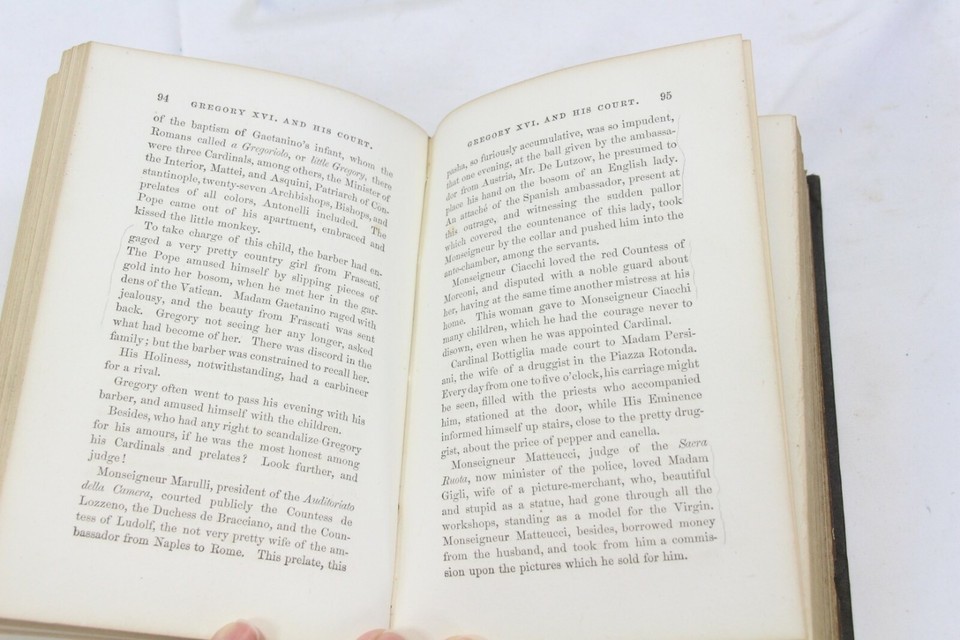 94
GREGORY XVI. AND HIS COURT.
of the baptism of Gaetanino's infant, whom the
Romans called a Gregoriolo, or little Gregory, there
were three Cardinals, among others, the Minister of
the Interior, Mattei, and Asquini, Patriarch of Con-
stantinople, twenty-seven Archbishops, Bishops, and
prelates of all colors, Antonelli included. The
Pope came out of his apartment, embraced and
kissed the little monkey.
To take charge of this child, the barber had en-
gaged a very pretty country girl from Frascati.
The Pope amused himself by slipping pieces of
gold into her bosom, when he met her in the gar-
dens of the Vatican. Madam Gaetanino raged with
jealousy, and the beauty from Frascati was sent
back. Gregory not seeing her any longer, asked
what had become of her. There was discord in the
family; but the barber was constrained to recall her.
His Holiness, notwithstanding, had a carbineer
for a rival.
Gregory often went to pass his evening with his
barber, and amused himself with the children.
Besides, who had any right to scandalize Gregory
for his amours, if he was the most honest among
his Cardinals and prelates? Look further, and
judge!
Monseigneur Marulli, president of the Auditoriato
della Camera, courted publicly the Countess de
Lozzeno, the Duchess de Bracciano, and the Coun-
tess of Ludolf, the not very pretty wife of the am-
bassador from Naples to Rome. This prelate, this
GREGORY XVI. AND HIS COURT.
95
pasha, so furiously accumulative, was so impudent,
that one evening, at the ball given by the ambassa-
dor from Austria, Mr. De Lutzow, he presumed to
place his hand on the bosom of an English lady.
An attaché of the Spanish ambassador, present at
this outrage, and witnessing the sudden pallor
which covered the countenance of this lady, took
Monseigneur by the collar and pushed him into the
ante-chamber, among the servants.
Monseigneur Ciacchi loved the red Countess of
Morconi, and disputed with a noble guard about
her, having at the same time another mistress at his
home. This woman gave to Monseigneur Ciacchi
many children, which he had the courage never to
disown, even when he was appointed Cardinal.
Cardinal Bottiglia made court to Madam Persi-
ani, the wife of a druggist in the Piazza Rotonda.
Every day from one to five o'clock, his carriage might
be seen, filled with the priests who accompanied
him, stationed at the door, while His Eminence
informed himself up stairs, close to the pretty drug-
gist, about the price of pepper and canella.
Monseigneur Matteucci, judge of the Sacra
Ruota, now minister of the police, loved Madam
Gigli, wife of a picture-merchant, who, beautiful
and stupid as a statue, had gone through all the
workshops, standing as a model for the Virgin.
Monseigneur Matteucci, besides, borrowed money
from the husband, and took from him a commis-
sion upon the pictures which he sold for him.